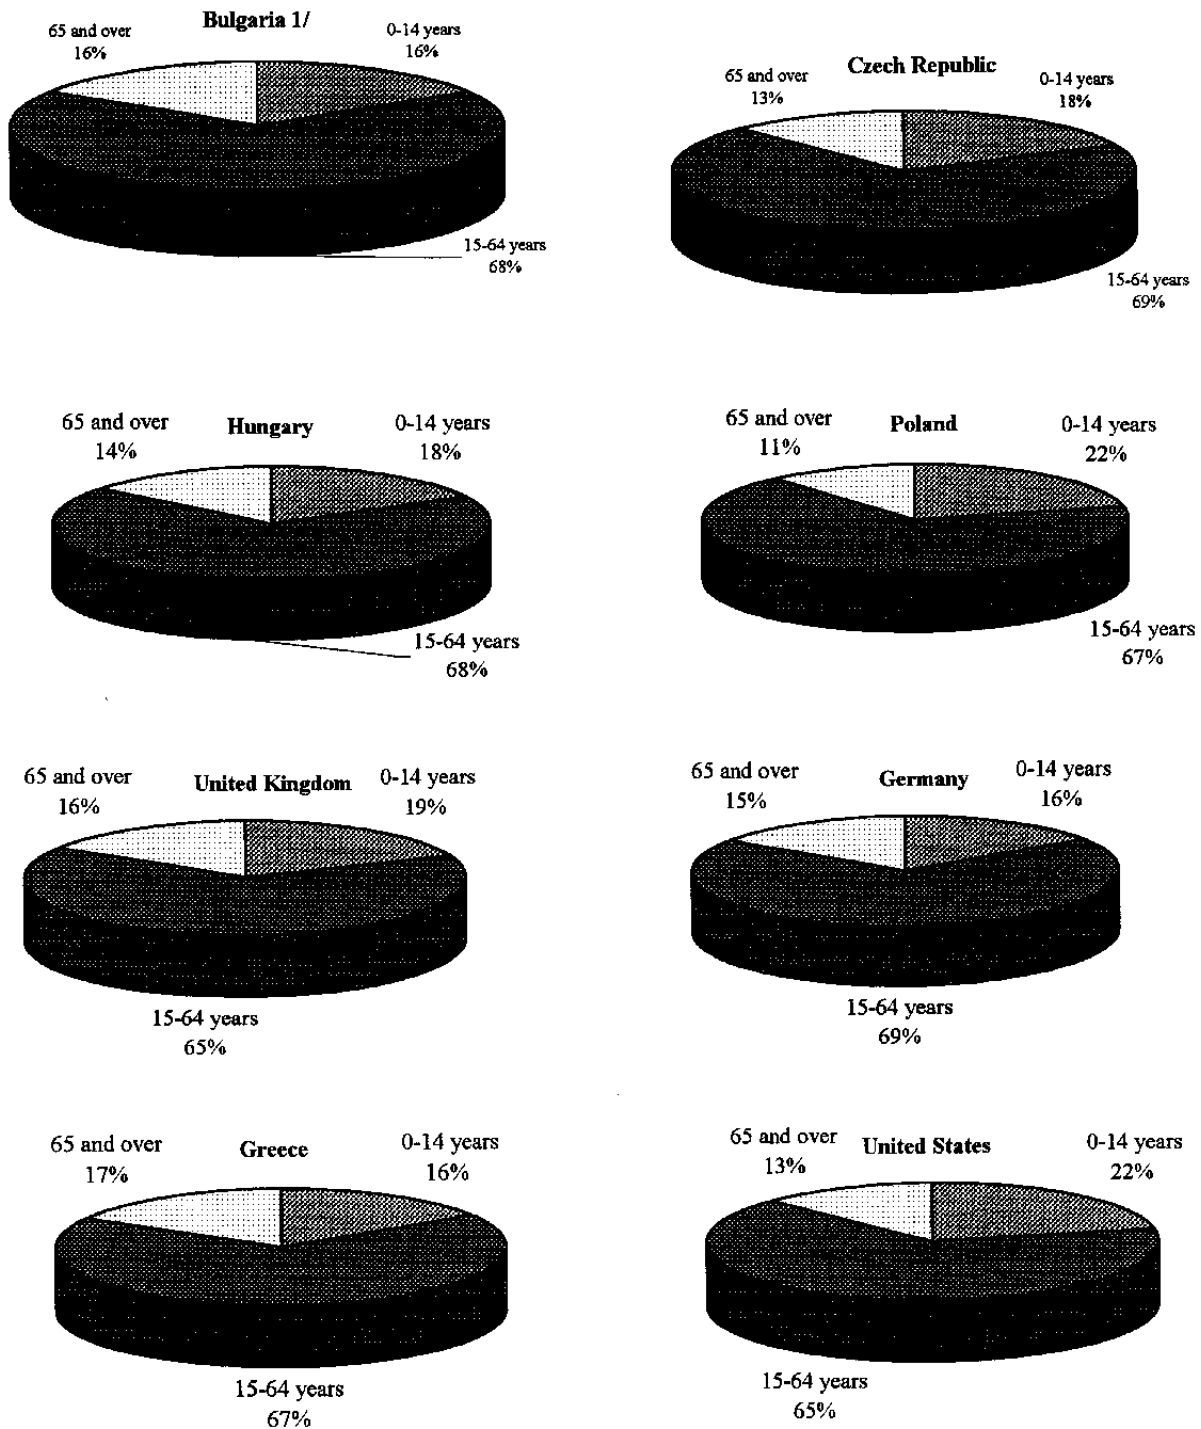 Bulgaria 1/
65 and over
16%
0-14 years
16%
15-64 years
68%
Czech Republic
65 and over
13%
0-14 years
18%
15-64 years
69%
Hungary
65 and over
14%
0-14 years
18%
15-64 years
68%
Poland
65 and over
11%
0-14 years
22%
15-64 years
67%
United Kingdom
65 and over
16%
0-14 years
19%
15-64 years
65%
Germany
65 and over
15%
0-14 years
16%
15-64 years
69%
Greece
65 and over
17%
0-14 years
16%
15-64 years
67%
United States
65 and over
13%
0-14 years
22%
15-64 years
65%